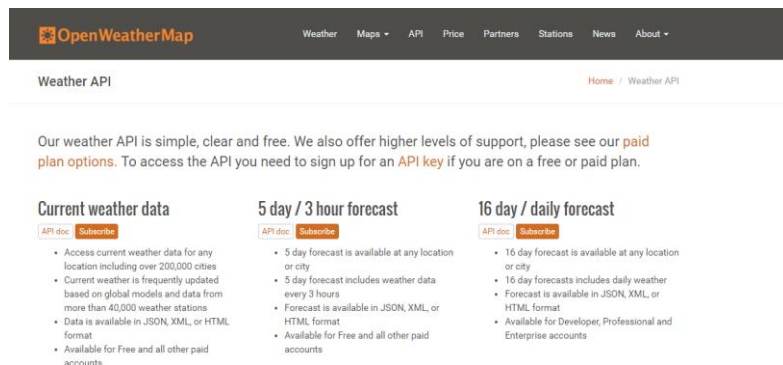 OpenWeatherMap Weather Maps API Price Partners Stations News About
Weather API Home / Weather API
Our weather API is simple, clear and free. We also offer higher levels of support, please see our paid
plan options. To access the API you need to sign up for an API key if you are on a free or paid plan.
Current weather data
API doc Subscribe
• Access current weather data for any
location including over 200,000 cities
• Current weather is frequently updated
based on global models and data from
more than 40,000 weather stations
• Data is available in JSON, XML, or HTML
format
• Available for Free and all other paid
accounts
5 day / 3 hour forecast
API doc Subscribe
• 5 day forecast is available at any location
or city
• 5 day forecast includes weather data
every 3 hours
• Forecast is available in JSON, XML, or
HTML format
• Available for Free and all other paid
accounts
16 day / daily forecast
API doc Subscribe
• 16 day forecast is available at any location
or city
• 16 day forecasts includes daily weather
• Forecast is available in JSON, XML, or
HTML format
• Available for Developer, Professional and
Enterprise accounts